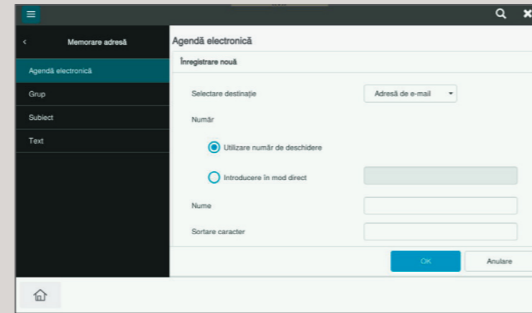 Memorare adresă
Agendă electronică
Grup
Subiect
Text
Agendă electronică
Înregistrare nouă
Selectare destinație
Adresă de e-mail
Număr
Utilizare număr de deschidere
Introducere în mod direct
Nume
Sortare caracter
OK
Anulare